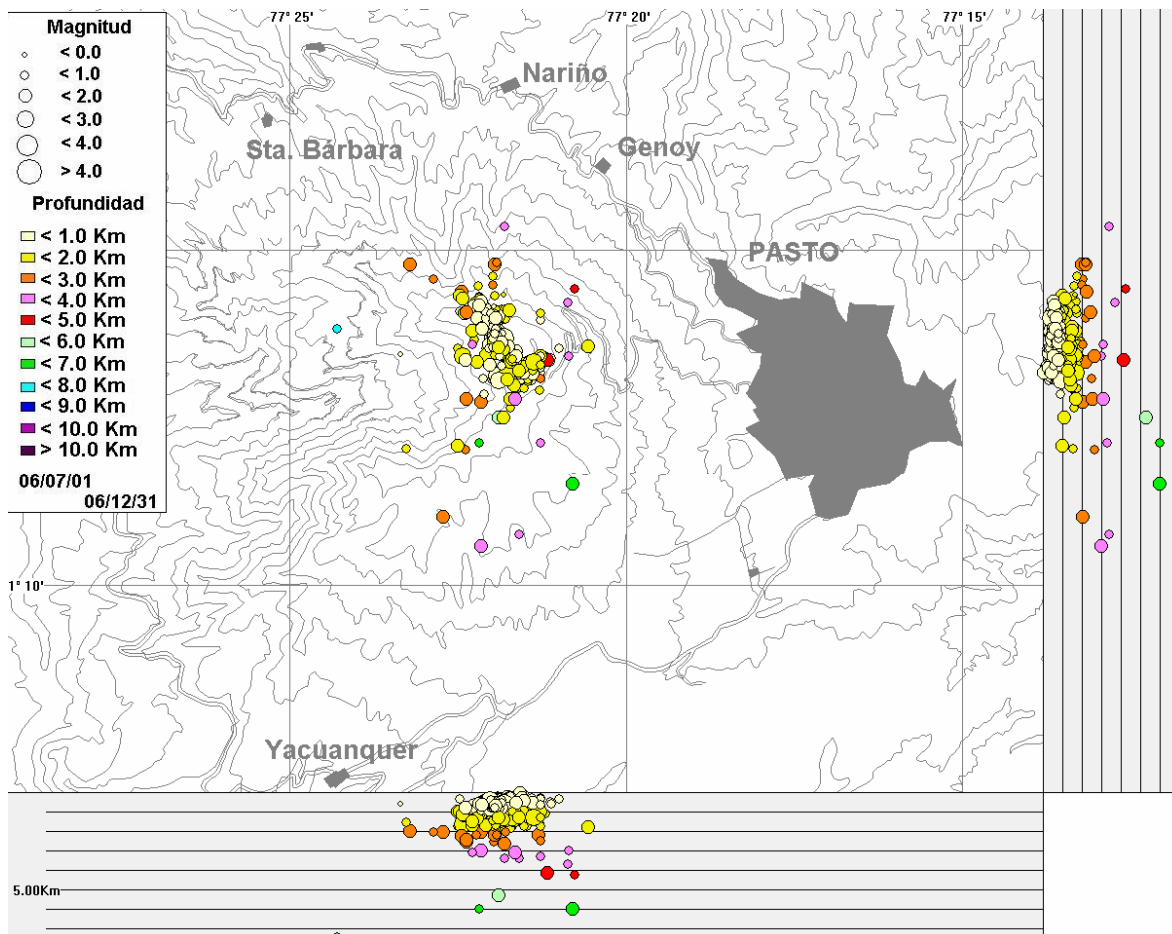 77° 25'
77° 20'
77° 15'
Magnitud
< 0.0
< 1.0
< 2.0
< 3.0
< 4.0
> 4.0
Profundidad
< 1.0 Km
< 2.0 Km
< 3.0 Km
< 4.0 Km
< 5.0 Km
< 6.0 Km
< 7.0 Km
< 8.0 Km
< 9.0 Km
< 10.0 Km
> 10.0 Km
06/07/01
06/12/31
Nariño
Sta. Bárbara
Genoy
PASTO
1° 10'
Yacuanquer
5.00Km